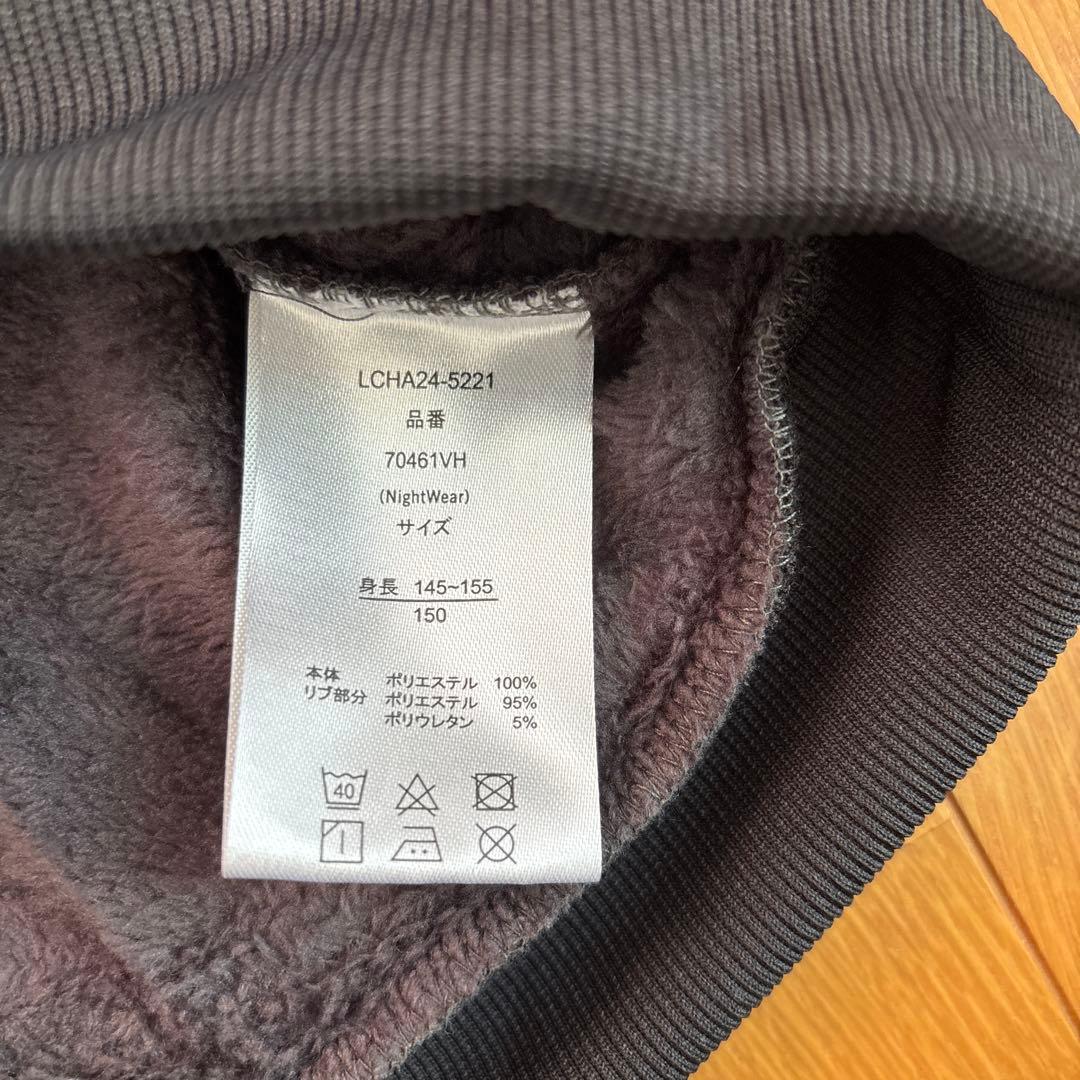 LCHA24-5221
品番
70461VH
(NightWear)
サイズ
身長 145~155
150
本体 ポリエステル 100%
リブ部分 ポリエステル 95%
ポリウレタン 5%
40